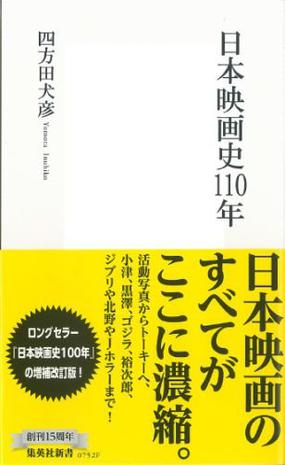 日本映画史110年
四方田犬彦
Yomota Inuhiko
日本映画の
すべてが
ここに濃縮。
活動写真からトーキーへ、
小津、黒澤、ゴジラ、裕次郎、
ジブリや北野やJホラーまで!
ロングセラー
『日本映画史100年』
の増補改訂版!
創刊15周年
集英社新書
0752F